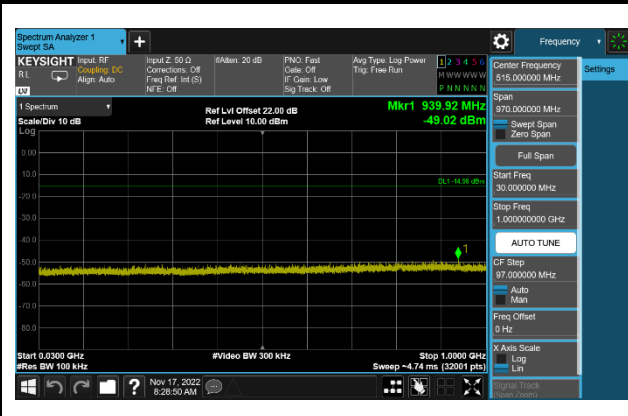 Spectrum Analyzer 1
Swept SA
Frequency
KEYSIGHT
RL
LW
Input: RF
Coupling: DC
Align: Auto
Input Z: 50 Ω
Corrections: Off
Freq Ref: Int (S)
NFE: Off
#Atten: 20 dB
PNO: Fast
Gate: Off
IF Gain: Low
Sig Track: Off
Avg Type: Log-Power
Trig: Free Run
1 2 3 4 5 6
M W W W W W
P N N N N N
1 Spectrum
Scale/Div 10 dB
Log
Ref Lvl Offset 22.00 dB
Ref Level 10.00 dBm
Mkr1 939.92 MHz
-49.02 dBm
0.00
-10.0
DL1 -14.98 dBm
-20.0
-30.0
-40.0
1
-50.0
-60.0
-70.0
-80.0
Start 0.0300 GHz
#Res BW 100 kHz
#Video BW 300 kHz
Stop 1.0000 GHz
Sweep ~4.74 ms (32001 pts)
Nov 17, 2022
8:28:50 AM
?
Center Frequency
515.000000 MHz
Settings
Span
970.000000 MHz
Swept Span
Zero Span
Full Span
Start Freq
30.000000 MHz
Stop Freq
1.000000000 GHz
AUTO TUNE
CF Step
97.000000 MHz
Auto
Man
Freq Offset
0 Hz
X Axis Scale
Log
Lin
Signal Track
(Span Zoom)